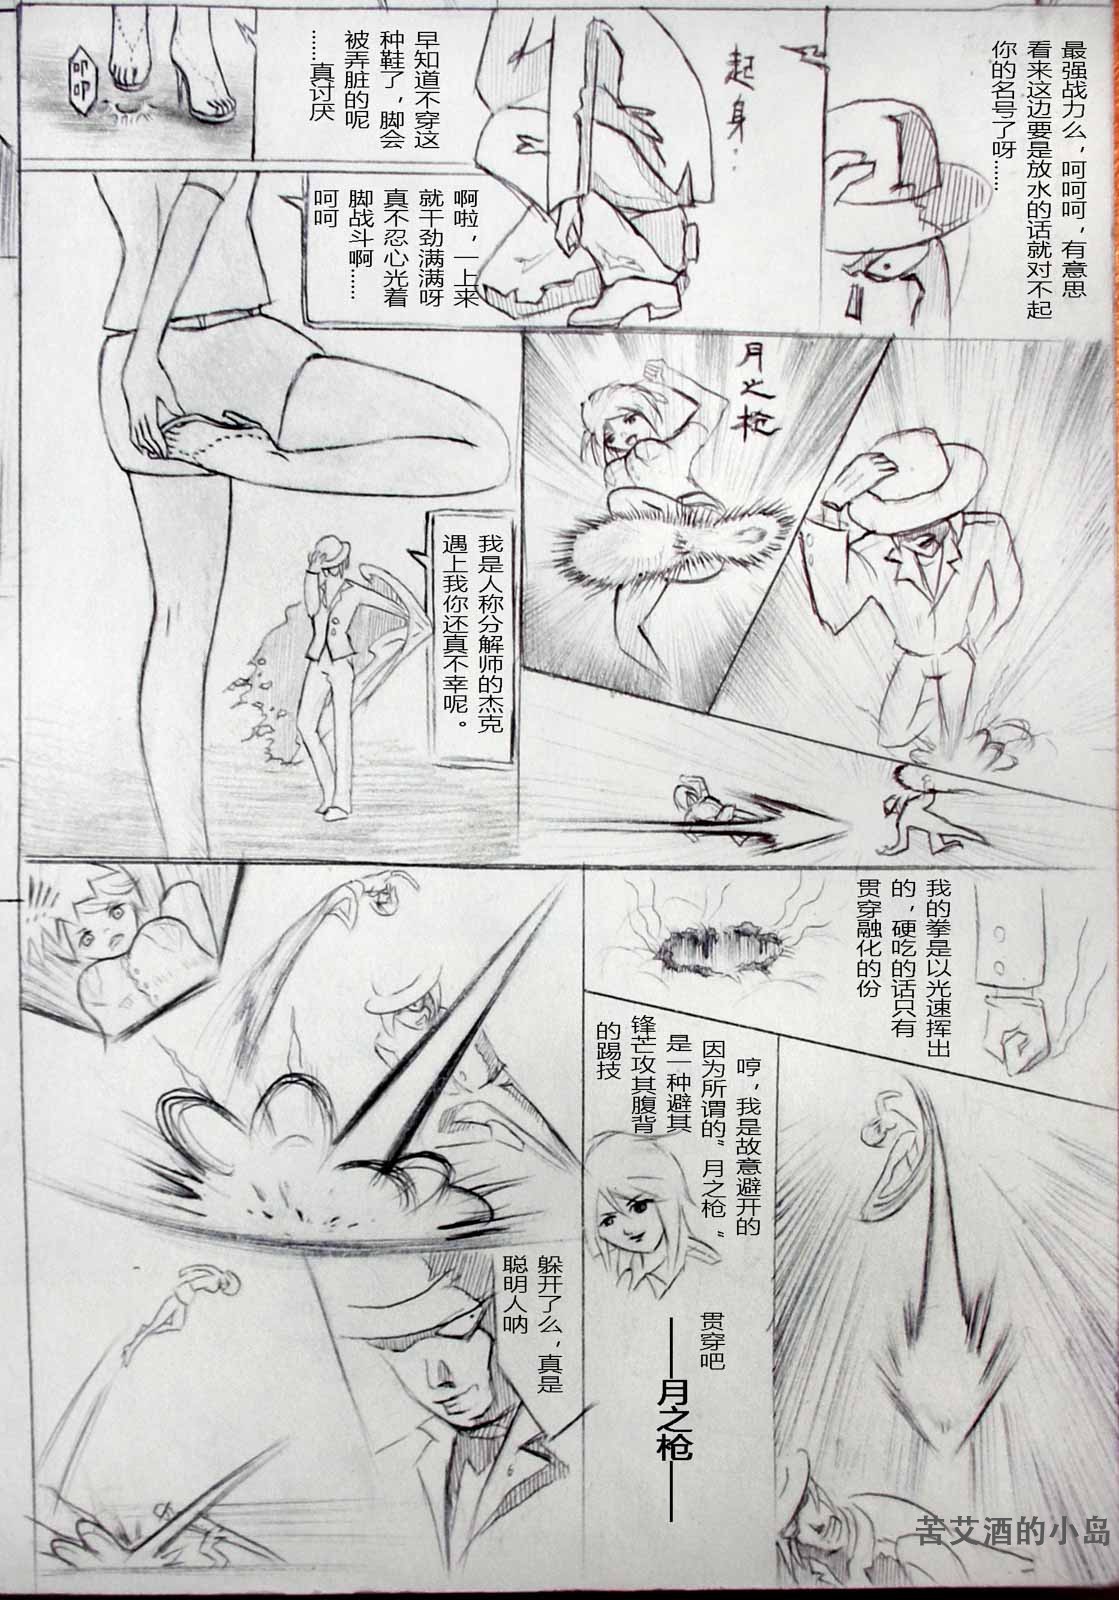 最强战力么，呵呵呵，有意思
看来这边要是放水的话就对不起
你的名号了呀……
起身.
早知道不穿这
种鞋了，脚会
被弄脏的呢
……真讨厌
叩叩
啊啦，一上来
就干劲满满呀
真不忍心光着
脚战斗啊……
呵呵
月之枪
我是人称分解师的杰克
遇上我你还真不幸呢。
我的拳是以光速挥出
的，硬吃的话只有
贯穿融化的份
哼，我是故意避开的
因为所谓的"月之枪"
是一种避其
锋芒攻其腹背
的踢技
躲开了么，真是
聪明人呐
贯穿吧
——月之枪——
苦艾酒的小岛